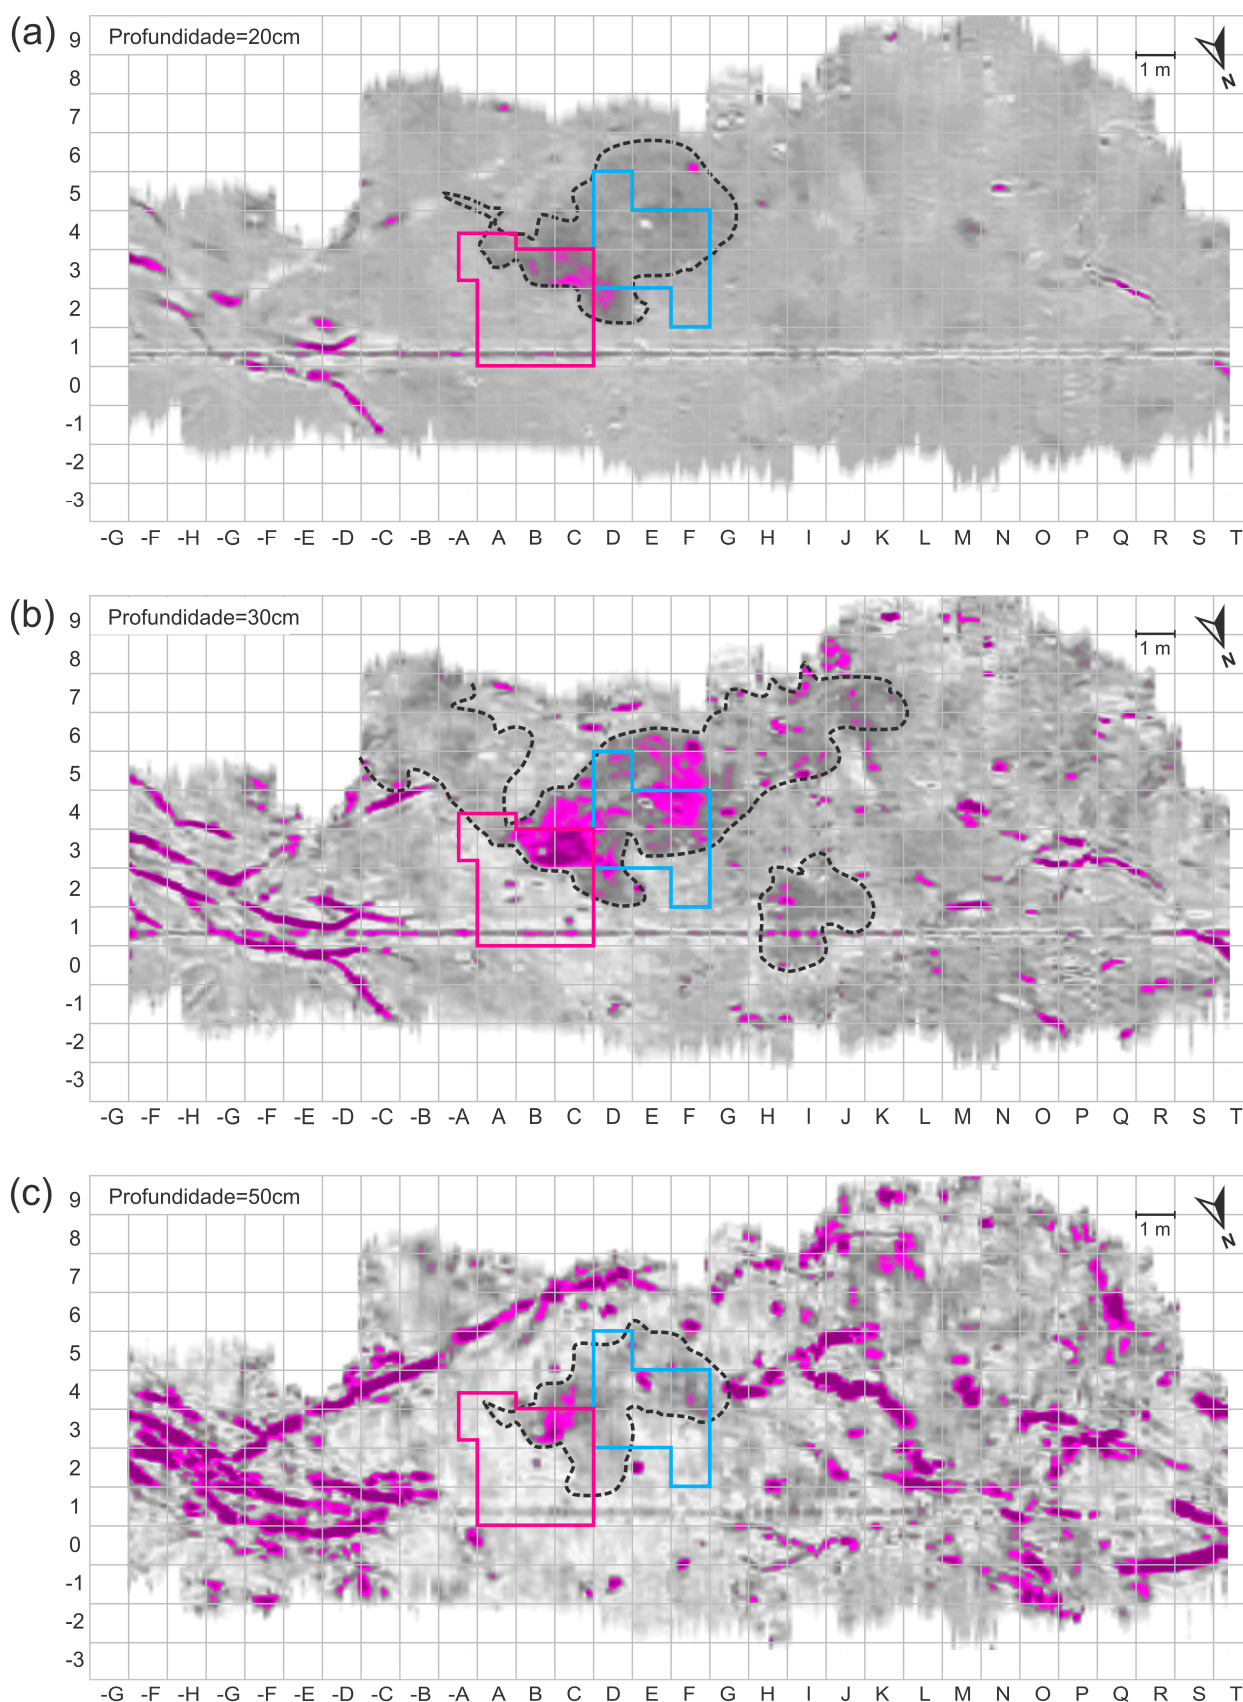 (a)
Profundidade=20cm
1 m
N
9
8
7
6
5
4
3
2
1
0
-1
-2
-3
-G -F -H -G -F -E -D -C -B -A A B C D E F G H I J K L M N O P Q R S T
(b)
Profundidade=30cm
1 m
N
9
8
7
6
5
4
3
2
1
0
-1
-2
-3
-G -F -H -G -F -E -D -C -B -A A B C D E F G H I J K L M N O P Q R S T
(c)
Profundidade=50cm
1 m
N
9
8
7
6
5
4
3
2
1
0
-1
-2
-3
-G -F -H -G -F -E -D -C -B -A A B C D E F G H I J K L M N O P Q R S T